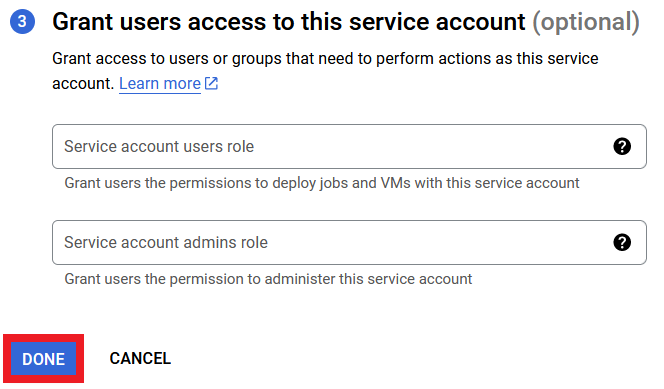 3 Grant users access to this service account (optional)
Grant access to users or groups that need to perform actions as this service
account. Learn more
Service account users role ?
Grant users the permissions to deploy jobs and VMs with this service account
Service account admins role ?
Grant users the permission to administer this service account
DONE CANCEL